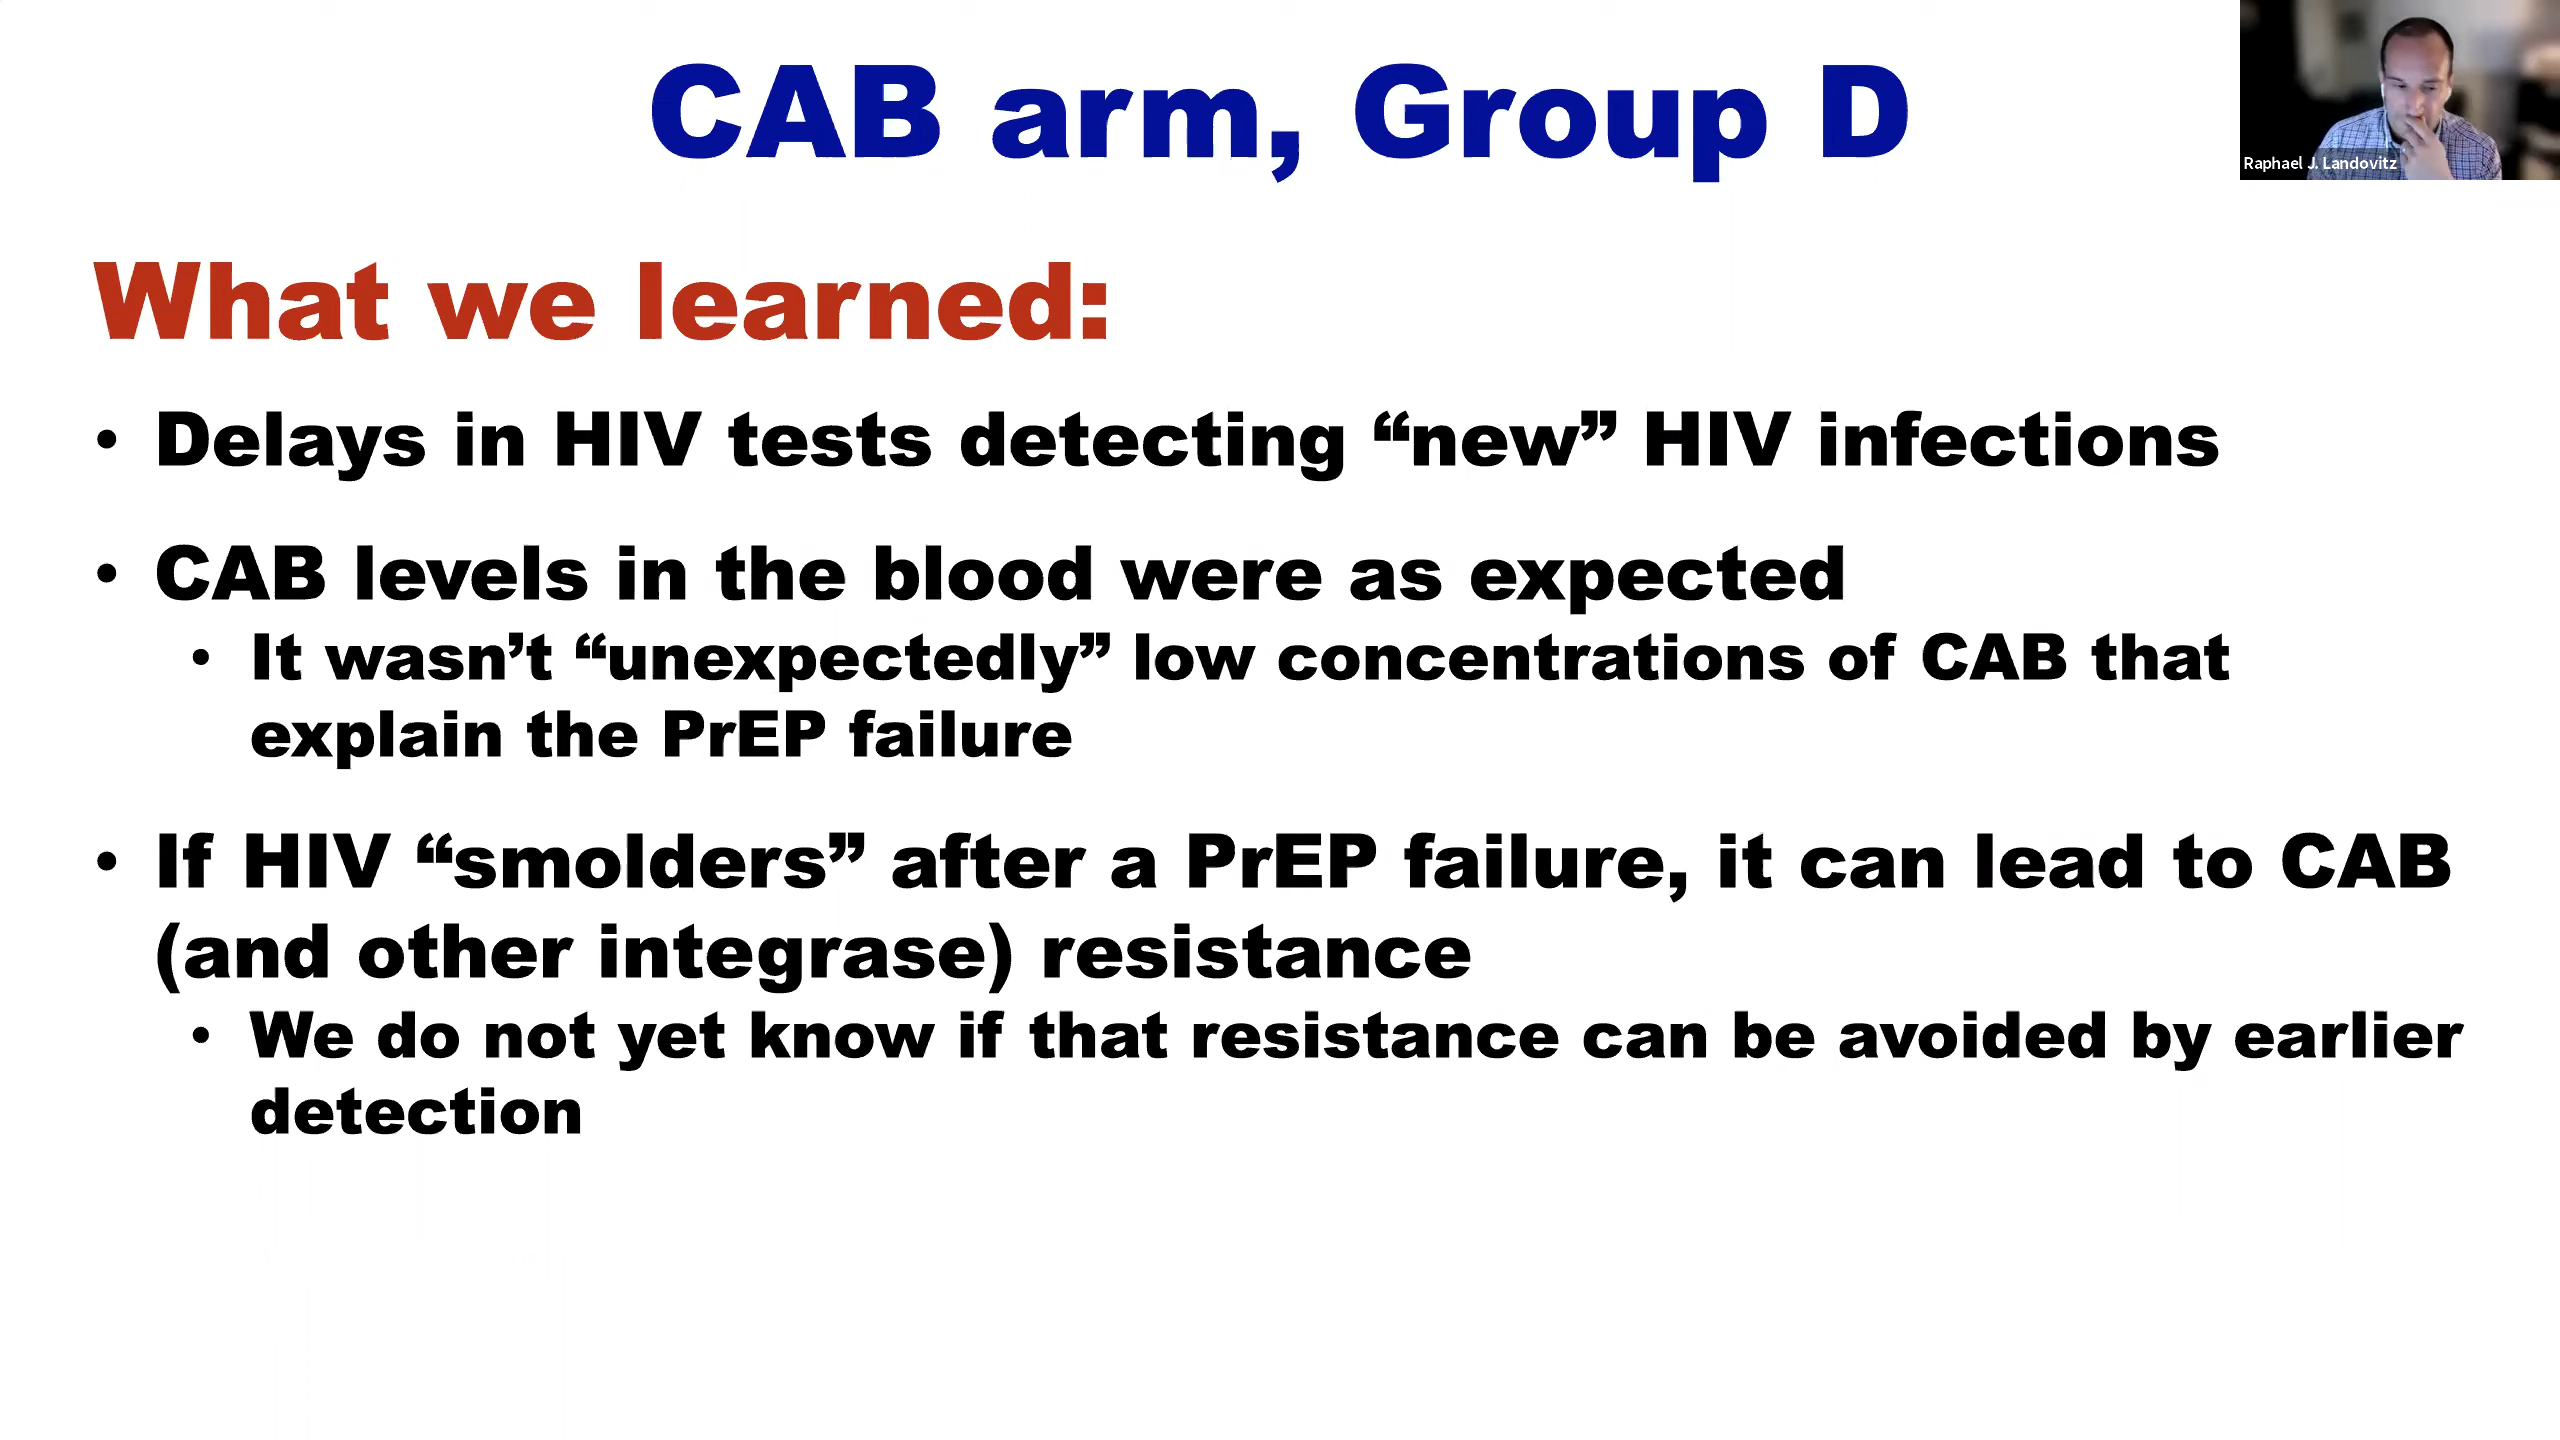 CAB arm, Group D
Raphael J. Landovitz
What we learned:
• Delays in HIV tests detecting “new” HIV infections
• CAB levels in the blood were as expected
• It wasn’t “unexpectedly” low concentrations of CAB that
explain the PrEP failure
• If HIV “smolders” after a PrEP failure, it can lead to CAB
(and other integrase) resistance
• We do not yet know if that resistance can be avoided by earlier
detection